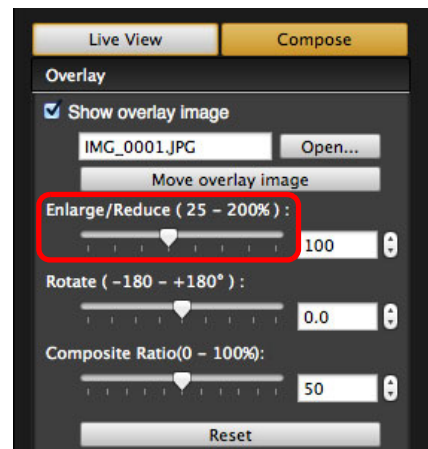 Live View Compose
Overlay
Show overlay image
IMG_0001.JPG Open...
Move overlay image
Enlarge/Reduce ( 25 – 200% ) :
100
Rotate ( –180 – +180° ) :
0.0
Composite Ratio(0 – 100%):
50
Reset